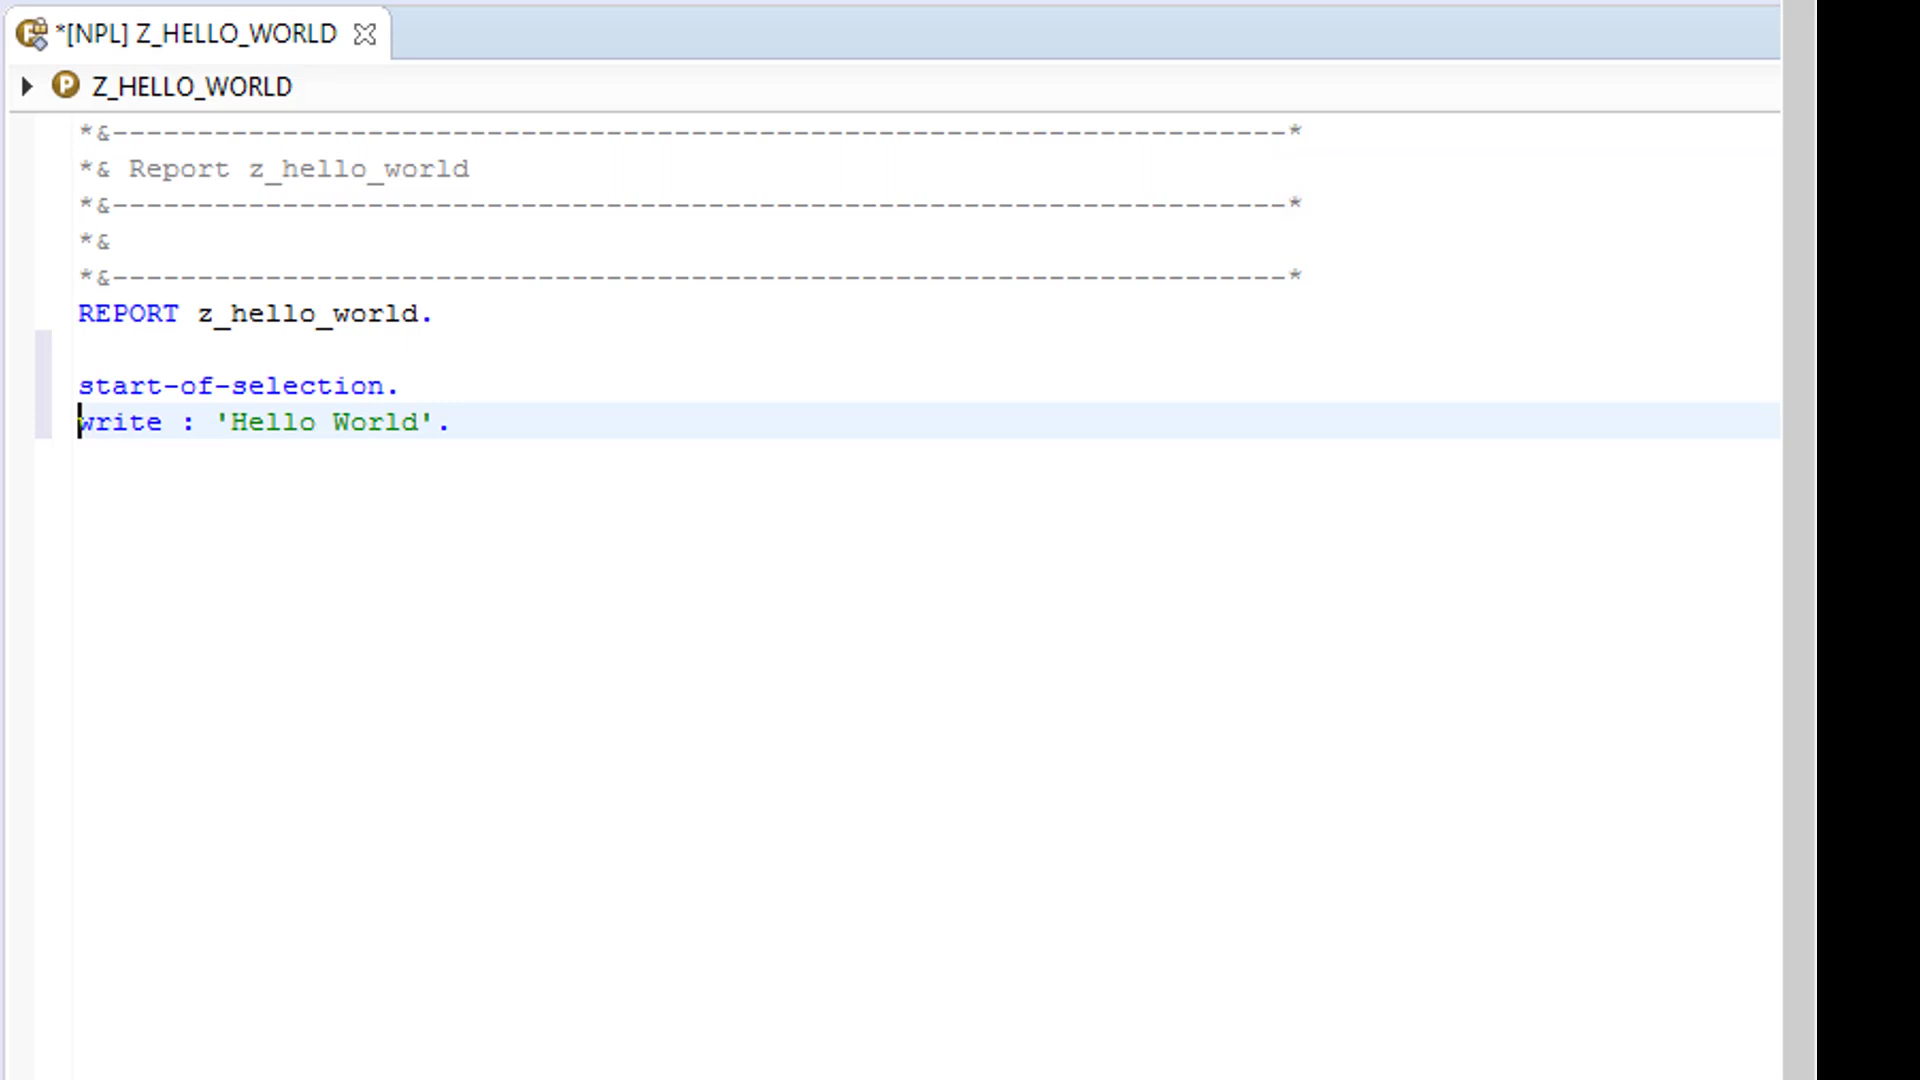 *[NPL] Z_HELLO_WORLD
Z_HELLO_WORLD
*&---------------------------------------------------------------------*
*& Report z_hello_world
*&---------------------------------------------------------------------*
*&
*&---------------------------------------------------------------------*
REPORT z_hello_world.
start-of-selection.
write : 'Hello World'.